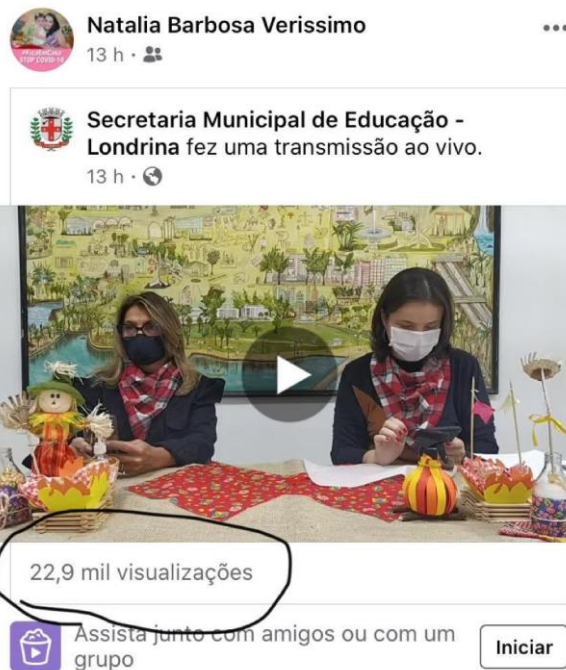 Natalia Barbosa Verissimo
13 h
Secretaria Municipal de Educação -
Londrina fez uma transmissão ao vivo.
13 h
22,9 mil visualizações
Assista junto com amigos ou com um
grupo
Iniciar